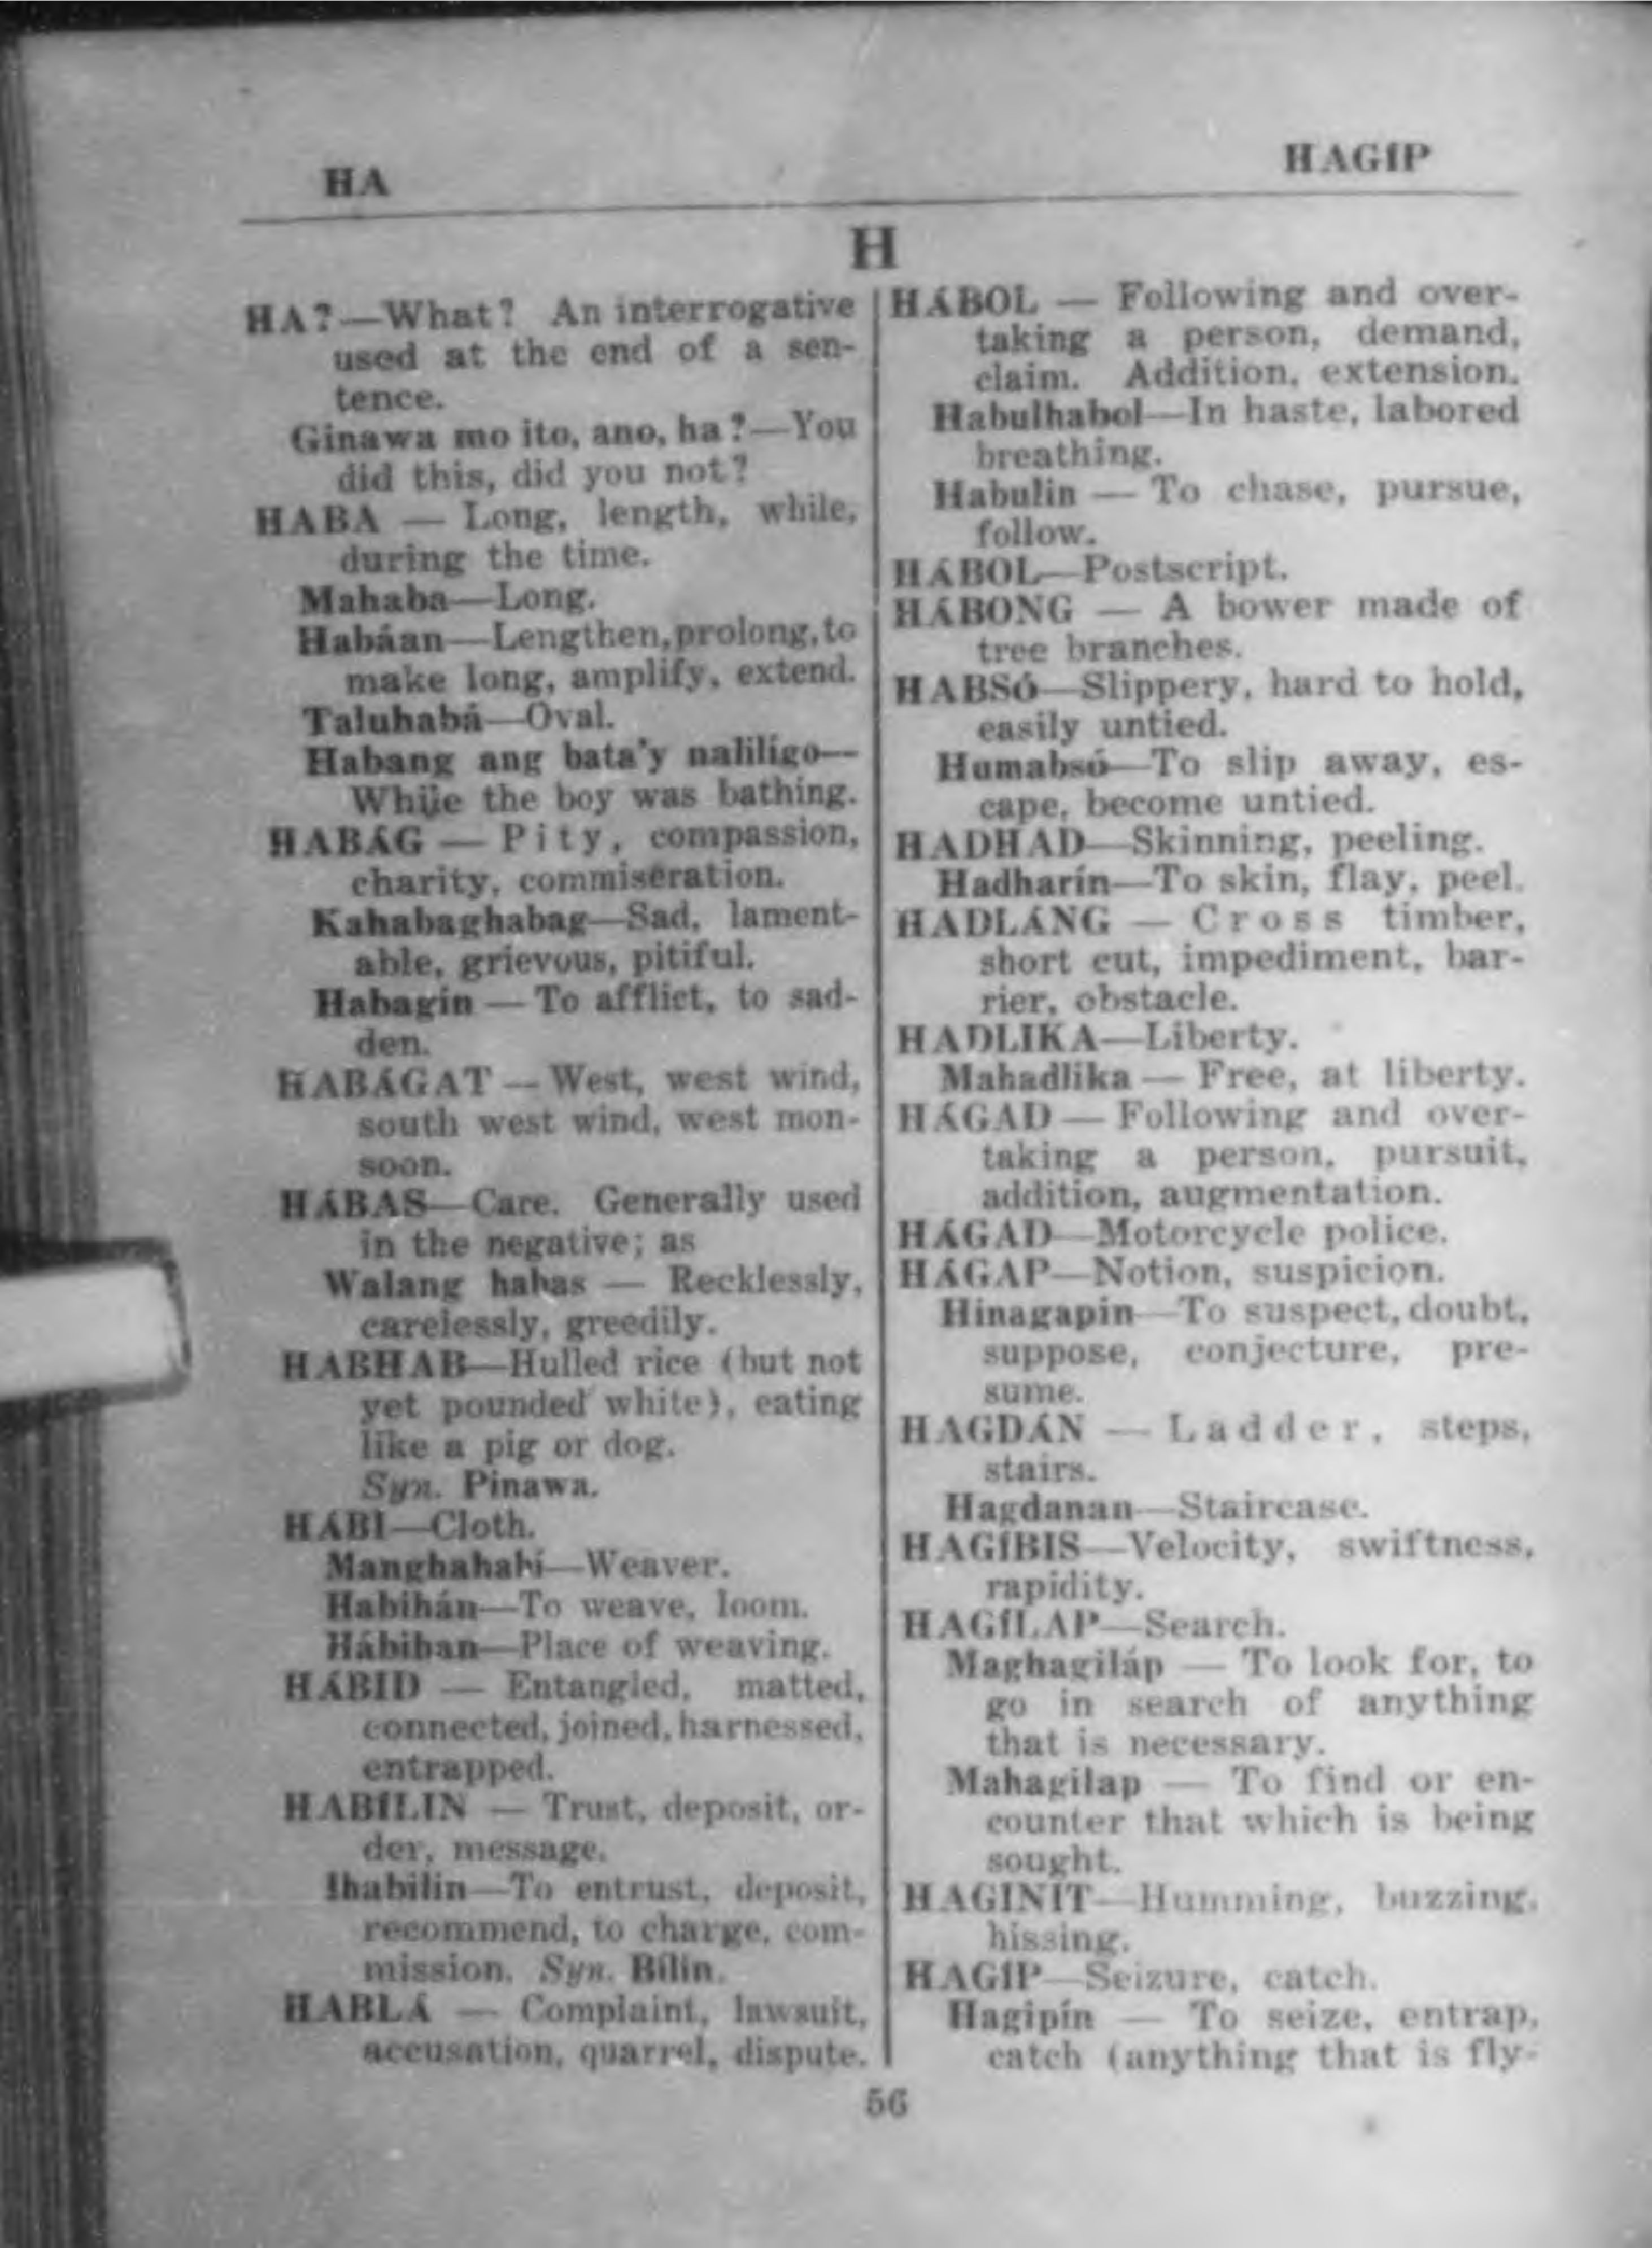 HA
HAGÍP
H
HA?—What? An interrogative
used at the end of a sen-
tence.
Ginawa mo ito, ano, ha?—You
did this, did you not?
HABA — Long, length, while,
during the time.
Mahaba—Long.
Habáan—Lengthen, prolong, to
make long, amplify, extend.
Taluhabá—Oval.
Habang ang bata'y naliligo—
While the boy was bathing.
HABÁG — Pity, compassion,
charity, commiseration.
Kahabaghabag—Sad, lament-
able, grievous, pitiful.
Habagin — To afflict, to sad-
den.
HABÁGAT — West, west wind,
south west wind, west mon-
soon.
HÁBAS—Care. Generally used
in the negative; as
Walang habas — Recklessly,
carelessly, greedily.
HABHAB—Hulled rice (but not
yet pounded white), eating
like a pig or dog.
Syn. Pinawa.
HÁBI—Cloth.
Manghahabi—Weaver.
Habihán—To weave, loom.
Hábihan—Place of weaving.
HÁBID — Entangled, matted,
connected, joined, harnessed,
entrapped.
HABÍLIN — Trust, deposit, or-
der, message.
Ihabilin—To entrust, deposit,
recommend, to charge, com-
mission. Syn. Bilin.
HABLÁ — Complaint, lawsuit,
accusation, quarrel, dispute.
HÁBOL — Following and over-
taking a person, demand,
claim. Addition, extension.
Habulhabol—In haste, labored
breathing.
Habulin — To chase, pursue,
follow.
HÁBOL—Postscript.
HÁBONG — A bower made of
tree branches.
HABSÓ—Slippery, hard to hold,
easily untied.
Humabsó—To slip away, es-
cape, become untied.
HADHAD—Skinning, peeling.
Hadharín—To skin, flay, peel.
HADLÁNG — Cross timber,
short cut, impediment, bar-
rier, obstacle.
HADLIKA—Liberty.
Mahadlika — Free, at liberty.
HÁGAD — Following and over-
taking a person, pursuit,
addition, augmentation.
HÁGAD—Motorcycle police.
HÁGAP—Notion, suspicion.
Hinagapin—To suspect, doubt,
suppose, conjecture, pre-
sume.
HAGDÁN — Ladder, steps,
stairs.
Hagdanan—Staircase.
HAGÍBIS—Velocity, swiftness,
rapidity.
HAGÍLAP—Search.
Maghagiláp — To look for, to
go in search of anything
that is necessary.
Mahagilap — To find or en-
counter that which is being
sought.
HAGINÍT—Humming, buzzing,
hissing.
HAGÍP—Seizure, catch.
Hagipín — To seize, entrap,
catch (anything that is fly-
56